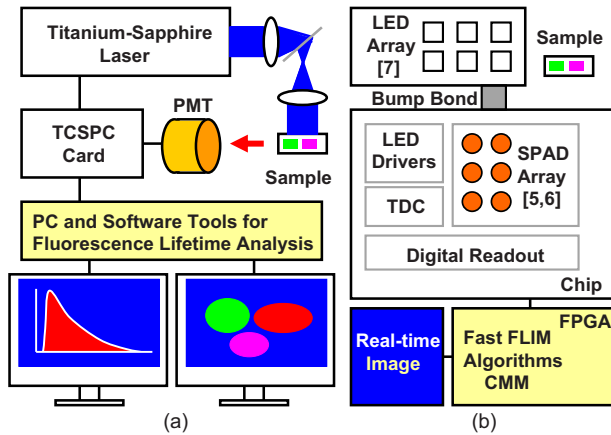 Titanium-Sapphire
Laser
TCSPC
Card
PMT
Sample
PC and Software Tools for
Fluorescence Lifetime Analysis
(a)
LED
Array
[7]
Sample
Bump Bond
LED
Drivers
TDC
SPAD
Array
[5,6]
Digital Readout
Chip
Real-time
Image
FPGA
Fast FLIM
Algorithms
CMM
(b)